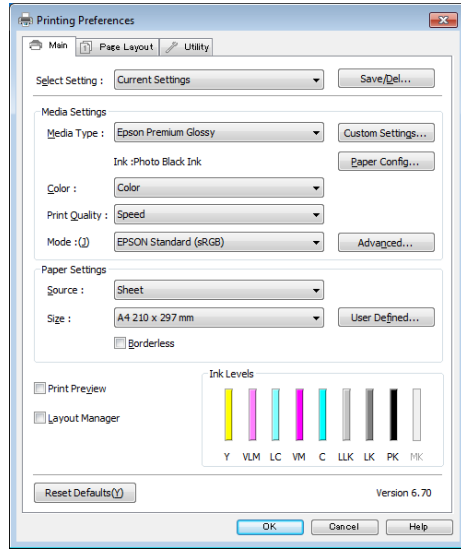 Printing Preferences
Main Page Layout Utility
Select Setting : Current Settings Save/Del...
Media Settings
Media Type : Epson Premium Glossy Custom Settings...
Ink :Photo Black Ink Paper Config...
Color : Color
Print Quality : Speed
Mode :(J) EPSON Standard (sRGB) Advanced...
Paper Settings
Source : Sheet
Size : A4 210 x 297 mm User Defined...
Borderless
Ink Levels
Print Preview
Layout Manager
Y VLM LC VM C LLK LK PK MK
Reset Defaults(Y) Version 6.70
OK Cancel Help